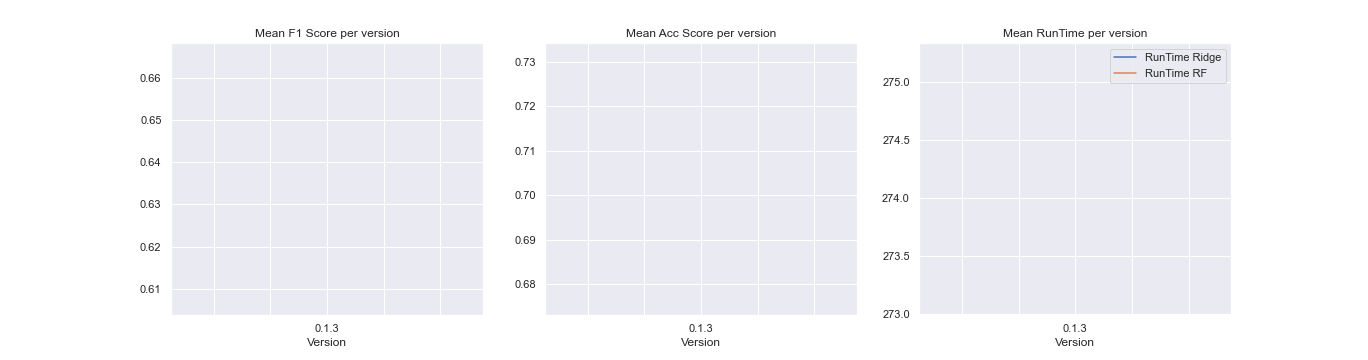 Mean F1 Score per version
0.66
0.65
0.64
0.63
0.62
0.61
0.1.3
Version
Mean Acc Score per version
0.73
0.72
0.71
0.70
0.69
0.68
0.1.3
Version
Mean RunTime per version
RunTime Ridge
RunTime RF
275.0
274.5
274.0
273.5
273.0
0.1.3
Version